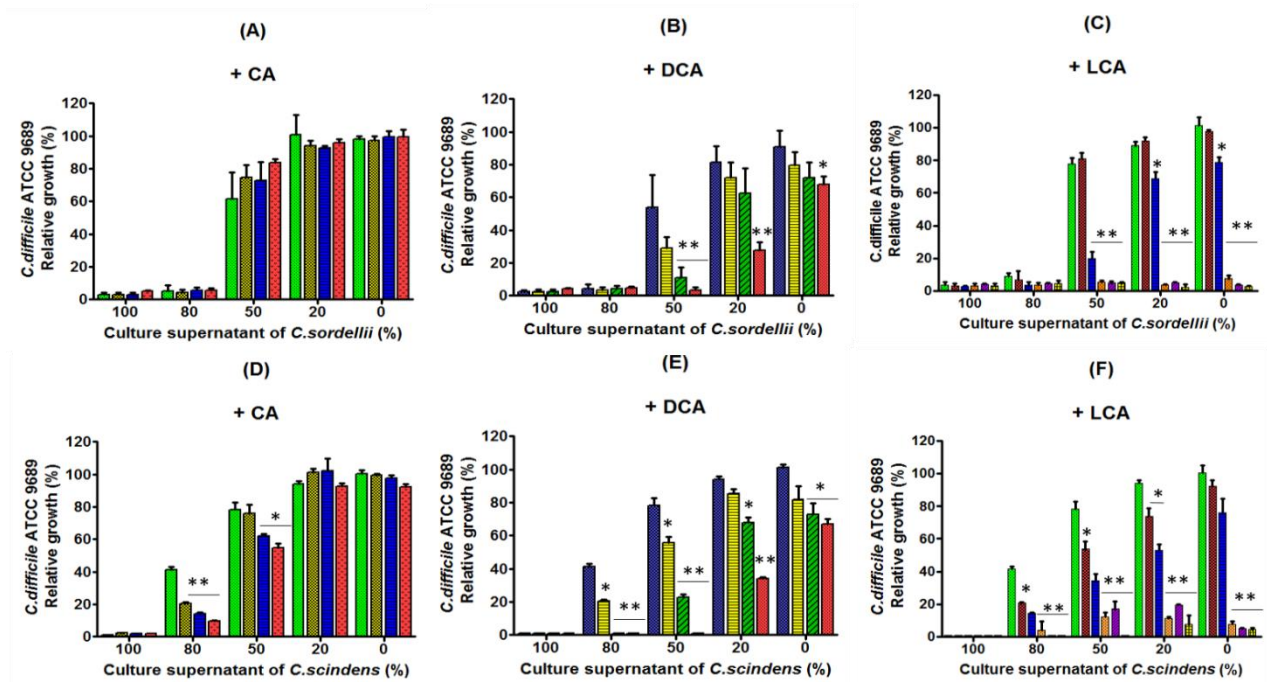 (A)
+ CA
C.difficile ATCC 9689
Relative growth (%)
120
100
80
60
40
20
0
100 80 50 20 0
Culture supernatant of C.sordellii (%)
* *
*
(B)
+ DCA
C.difficile ATCC 9689
Relative growth (%)
120
100
80
60
40
20
0
* *
* *
*
100 80 50 20 0
Culture supernatant of C.sordellii (%)
(C)
+ LCA
C.difficile ATCC 9689
Relative growth (%)
120
100
80
60
40
20
0
* *
*
* *
*
* *
100 80 50 20 0
Culture supernatant of C.sordellii (%)
(D)
+ CA
C.difficile ATCC 9689
Relative growth (%)
120
100
80
60
40
20
0
* *
*
100 80 50 20 0
Culture supernatant of C.scindens (%)
(E)
+ DCA
C.difficile ATCC 9689
Relative growth (%)
120
100
80
60
40
20
0
*
* *
*
* *
*
* *
*
100 80 50 20 0
Culture supernatant of C.scindens (%)
(F)
+ LCA
C.difficile ATCC 9689
Relative growth (%)
120
100
80
60
40
20
0
*
* *
*
* *
*
* *
* *
100 80 50 20 0
Culture supernatant of C.scindens (%)